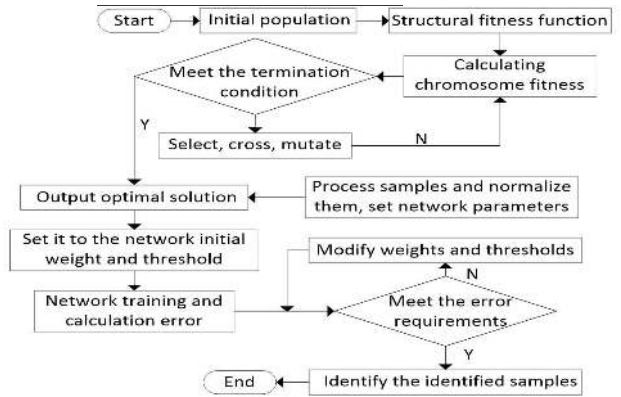 Start
Initial population
Structural fitness function
Meet the termination
condition
Calculating
chromosome fitness
Y
Select, cross, mutate
N
Output optimal solution
Process samples and normalize
them, set network parameters
Set it to the network initial
weight and threshold
Modify weights and thresholds
N
Network training and
calculation error
Meet the error
requirements
Y
End
Identify the identified samples